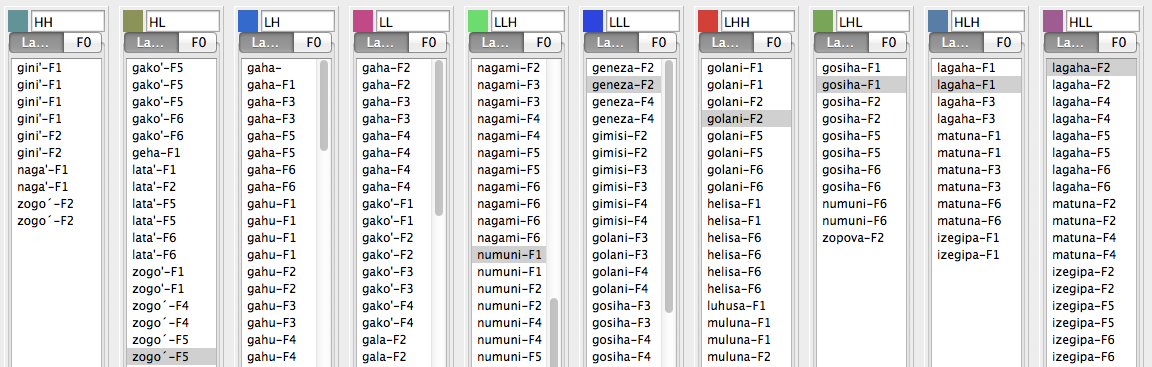 HH
La... F0
gini'-F1
gini'-F1
gini'-F1
gini'-F1
gini'-F2
gini'-F2
naga'-F1
naga'-F1
zogo´-F2
zogo´-F2
HL
La... F0
gako'-F5
gako'-F5
gako'-F5
gako'-F6
gako'-F6
geha-F1
lata'-F1
lata'-F2
lata'-F5
lata'-F5
lata'-F6
lata'-F6
zogo'-F1
zogo'-F1
zogo´-F4
zogo´-F4
zogo´-F5
zogo´-F5
LH
La... F0
gaha-
gaha-F1
gaha-F3
gaha-F3
gaha-F5
gaha-F5
gaha-F6
gaha-F6
gahu-F1
gahu-F1
gahu-F1
gahu-F1
gahu-F2
gahu-F2
gahu-F3
gahu-F3
gahu-F4
gahu-F4
LL
La... F0
gaha-F2
gaha-F2
gaha-F3
gaha-F3
gaha-F4
gaha-F4
gaha-F4
gaha-F4
gako'-F1
gako'-F1
gako'-F2
gako'-F2
gako'-F3
gako'-F3
gako'-F4
gako'-F4
gala-F2
gala-F2
LLH
La... F0
nagami-F2
nagami-F3
nagami-F3
nagami-F4
nagami-F4
nagami-F5
nagami-F5
nagami-F6
nagami-F6
nagami-F6
nagami-F6
numuni-F1
numuni-F1
numuni-F2
numuni-F2
numuni-F4
numuni-F4
numuni-F5
LLL
La... F0
geneza-F2
geneza-F2
geneza-F4
geneza-F4
gimisi-F2
gimisi-F2
gimisi-F3
gimisi-F3
gimisi-F4
gimisi-F4
golani-F3
golani-F3
golani-F4
golani-F4
gosiha-F3
gosiha-F3
gosiha-F4
gosiha-F4
LHH
La... F0
golani-F1
golani-F1
golani-F2
golani-F2
golani-F5
golani-F5
golani-F6
golani-F6
helisa-F1
helisa-F1
helisa-F6
helisa-F6
helisa-F6
helisa-F6
luhusa-F1
muluna-F1
muluna-F1
muluna-F2
LHL
La... F0
gosiha-F1
gosiha-F1
gosiha-F2
gosiha-F2
gosiha-F5
gosiha-F5
gosiha-F6
gosiha-F6
numuni-F6
numuni-F6
zopova-F2
HLH
La... F0
lagaha-F1
lagaha-F1
lagaha-F3
lagaha-F3
matuna-F1
matuna-F1
matuna-F3
matuna-F3
matuna-F6
matuna-F6
izegipa-F1
izegipa-F1
HLL
La... F0
lagaha-F2
lagaha-F2
lagaha-F4
lagaha-F4
lagaha-F5
lagaha-F5
lagaha-F6
lagaha-F6
matuna-F2
matuna-F2
matuna-F4
matuna-F4
izegipa-F2
izegipa-F2
izegipa-F5
izegipa-F5
izegipa-F6
izegipa-F6